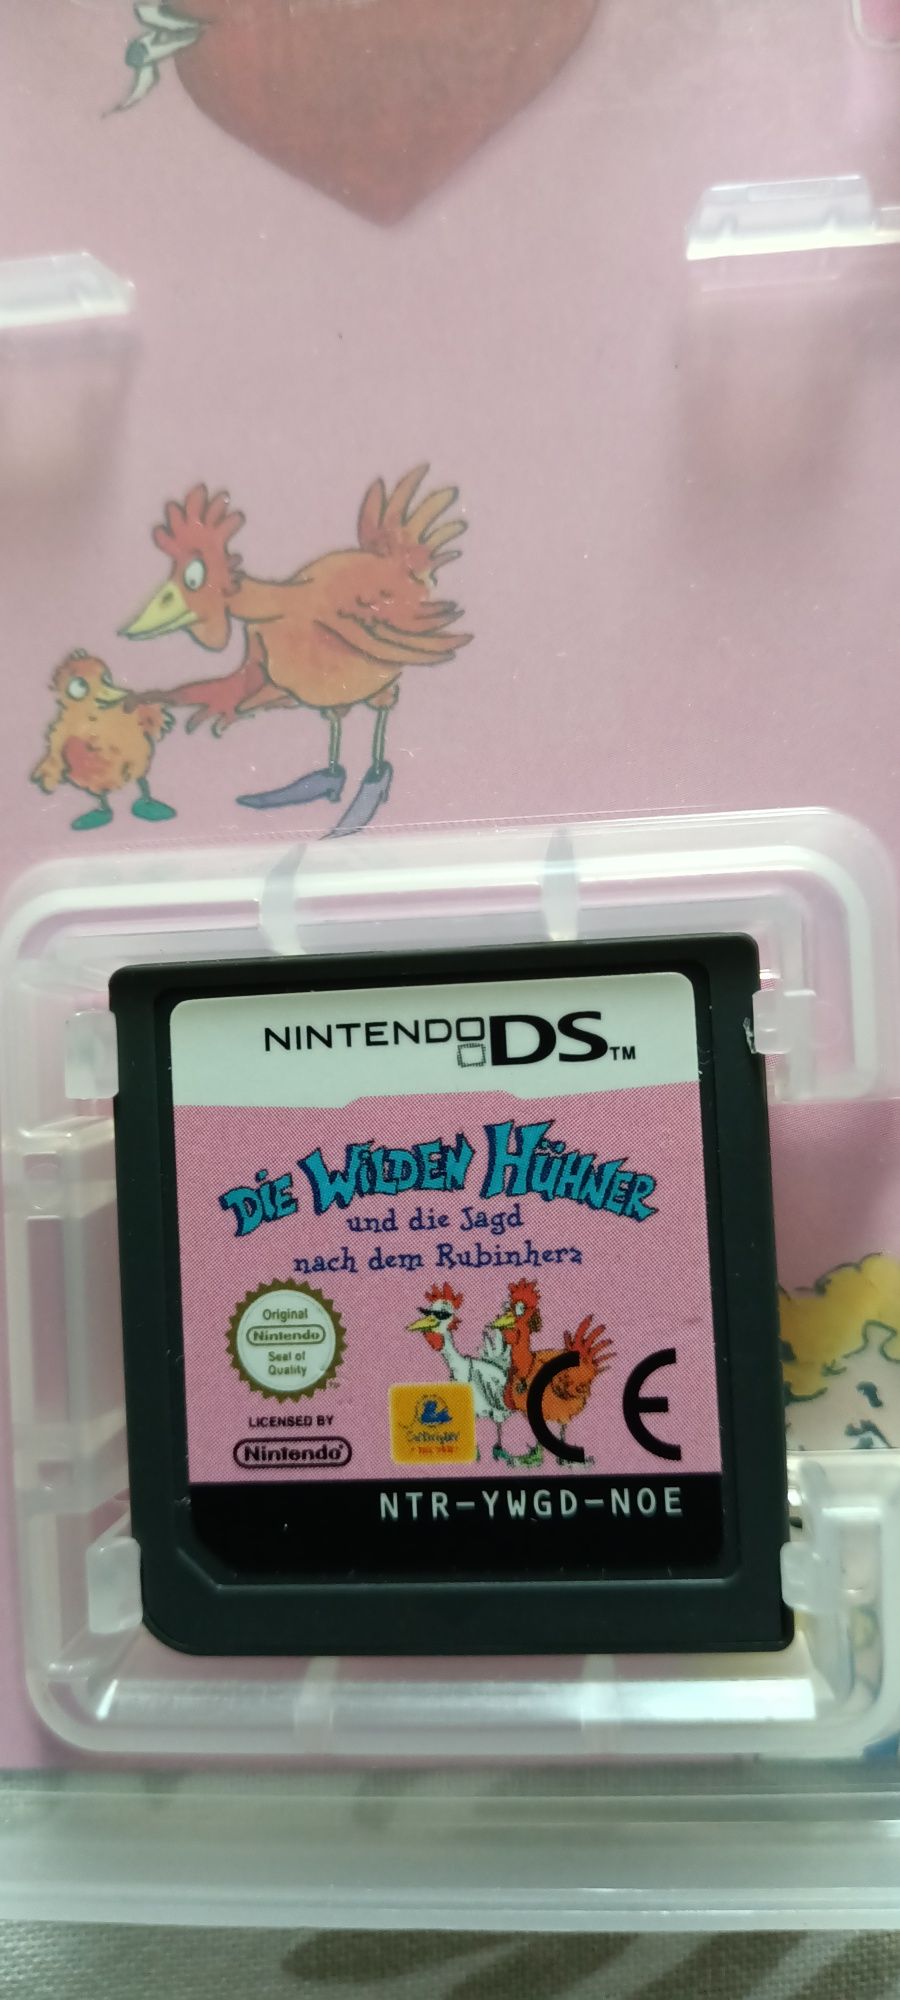 NINTENDO DS™
DIE WILDEN HÜHNER
und die Jagd
nach dem Rubinherz
Original
Nintendo
Seal of
Quality
LICENSED BY
Nintendo®
CE
NTR-YWGD-NOE